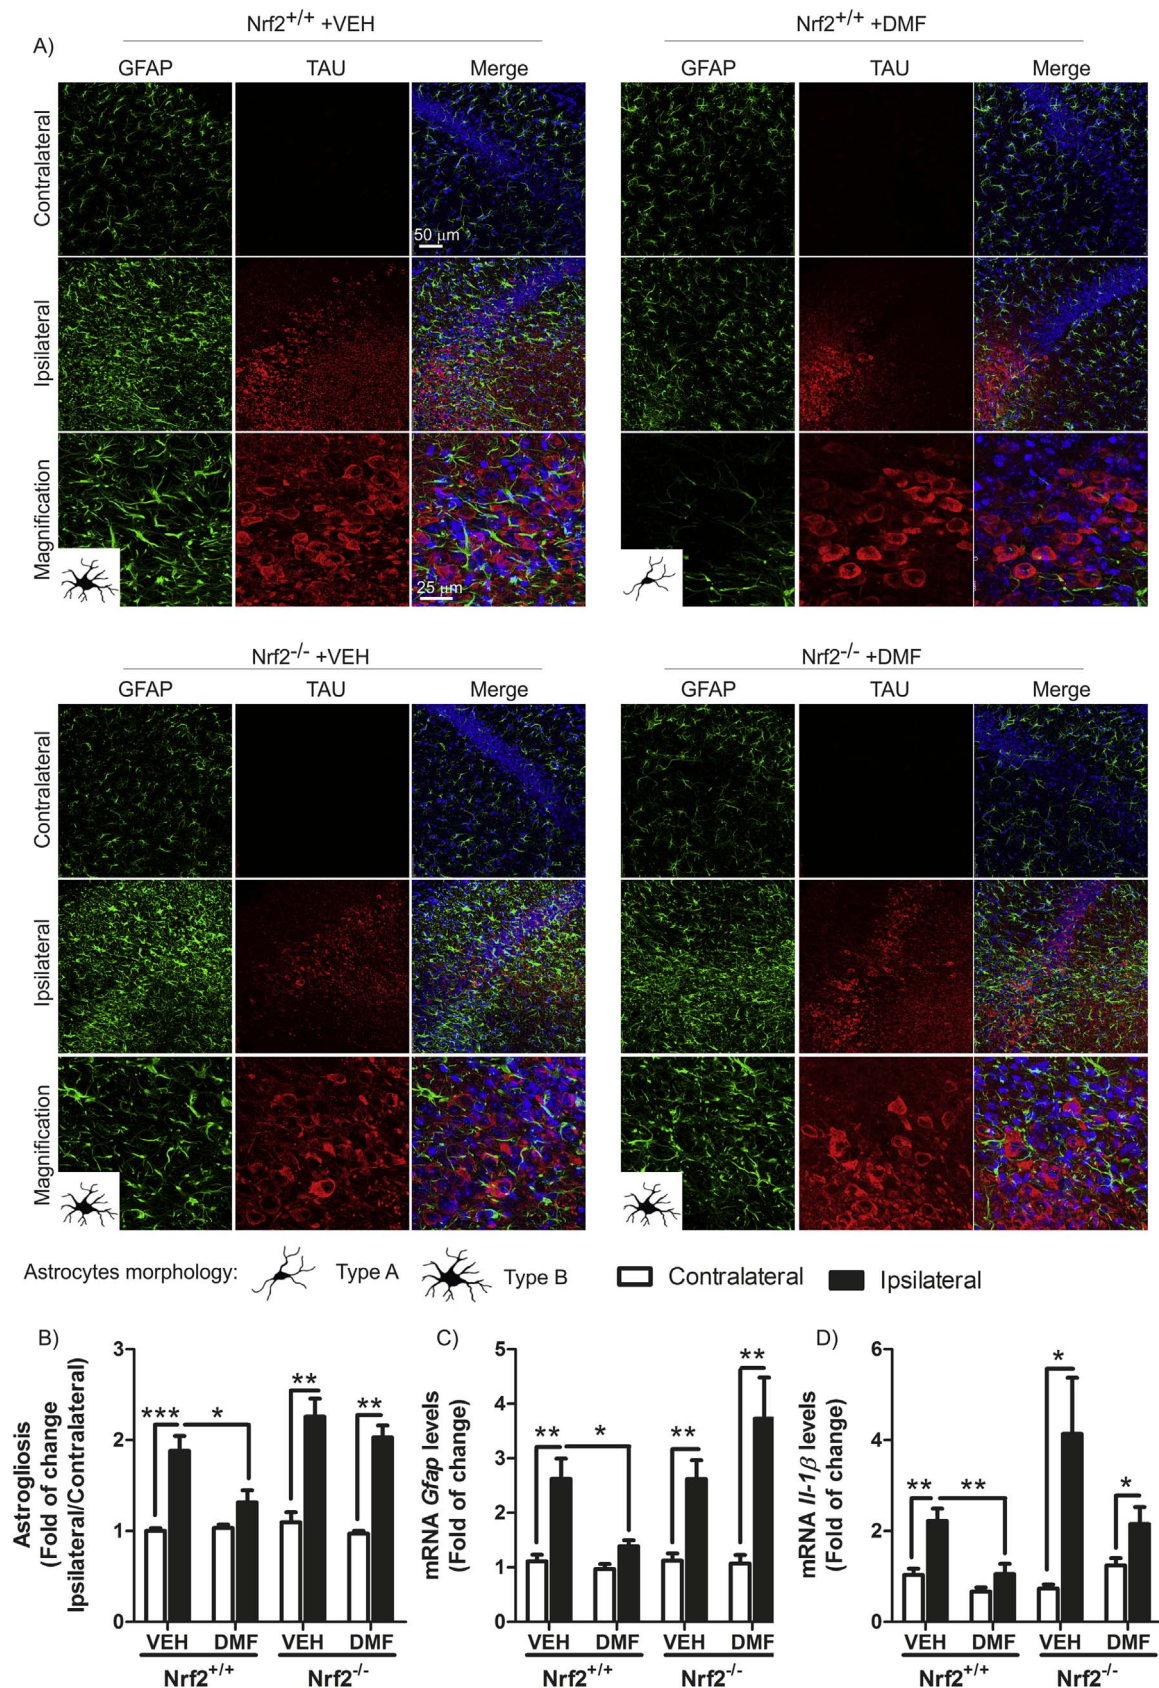 Nrf2+/+ +VEH
Nrf2+/+ +DMF
A)
GFAP TAU Merge
GFAP TAU Merge
Contralateral
50 µm
Ipsilateral
Magnification
25 µm
Nrf2-/- +VEH
Nrf2-/- +DMF
GFAP TAU Merge
GFAP TAU Merge
Contralateral
Ipsilateral
Magnification
Astrocytes morphology: Type A Type B Contralateral Ipsilateral
B)
Astrogliosis
(Fold of change
Ipsilateral/Contralateral)
3
2
1
0
*** * ** **
VEH DMF VEH DMF
Nrf2+/+ Nrf2-/-
C)
mRNA Gfap levels
(Fold of change)
5
4
3
2
1
0
** * ** **
VEH DMF VEH DMF
Nrf2+/+ Nrf2-/-
D)
mRNA Il-1β levels
(Fold of change)
6
4
2
0
** ** * *
VEH DMF VEH DMF
Nrf2+/+ Nrf2-/-